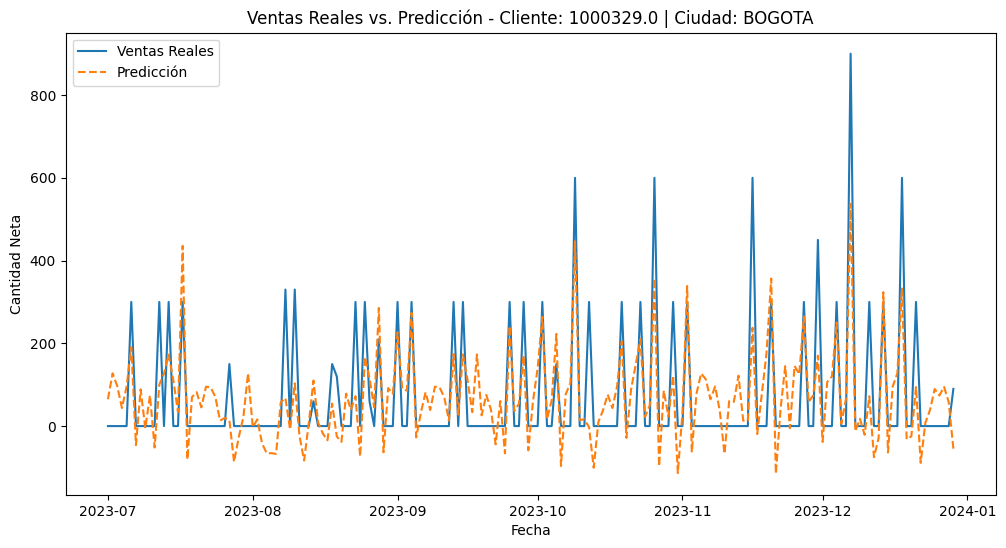 Ventas Reales vs. Predicción - Cliente: 1000329.0 | Ciudad: BOGOTA
Ventas Reales
Predicción
Cantidad Neta
800
600
400
200
0
2023-07
2023-08
2023-09
2023-10
2023-11
2023-12
2024-01
Fecha